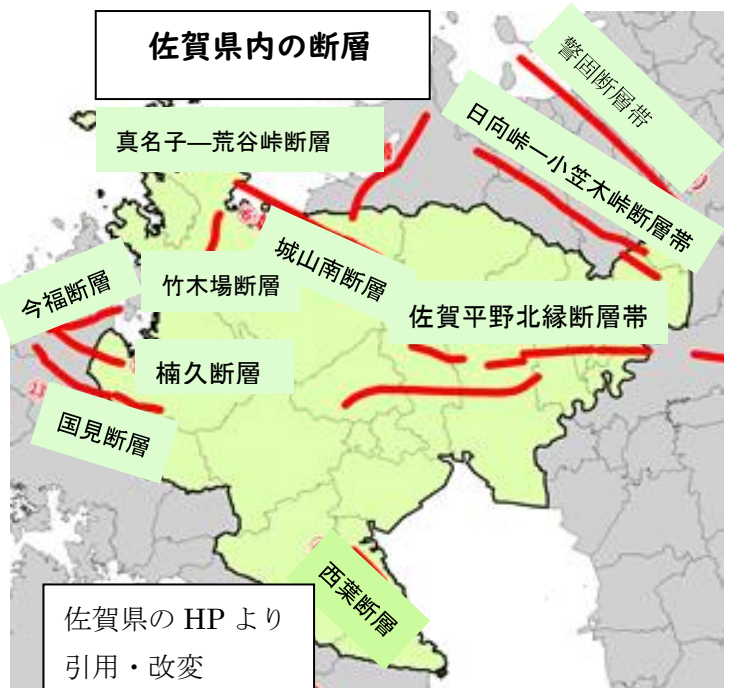 佐賀県内の断層
警固断層帯
真名子―荒谷峠断層
日向峠ー小笠木峠断層帯
城山南断層
今福断層
竹木場断層
佐賀平野北縁断層帯
楠久断層
国見断層
西葉断層
佐賀県の HP より
引用・改変